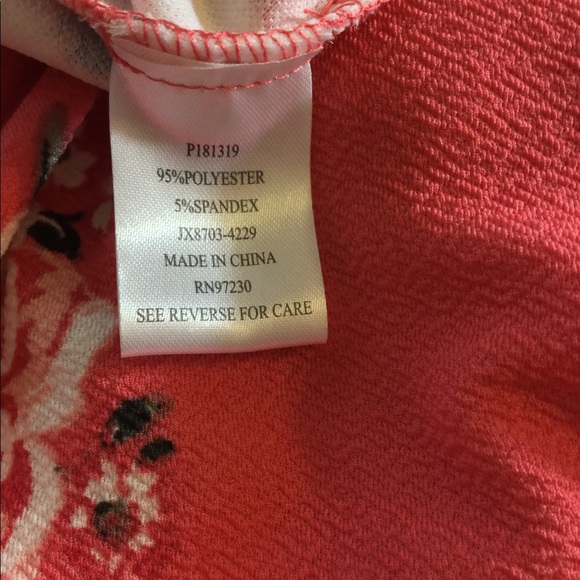 P181319
95%POLYESTER
5%SPANDEX
JX8703-4229
MADE IN CHINA
RN97230
SEE REVERSE FOR CARE